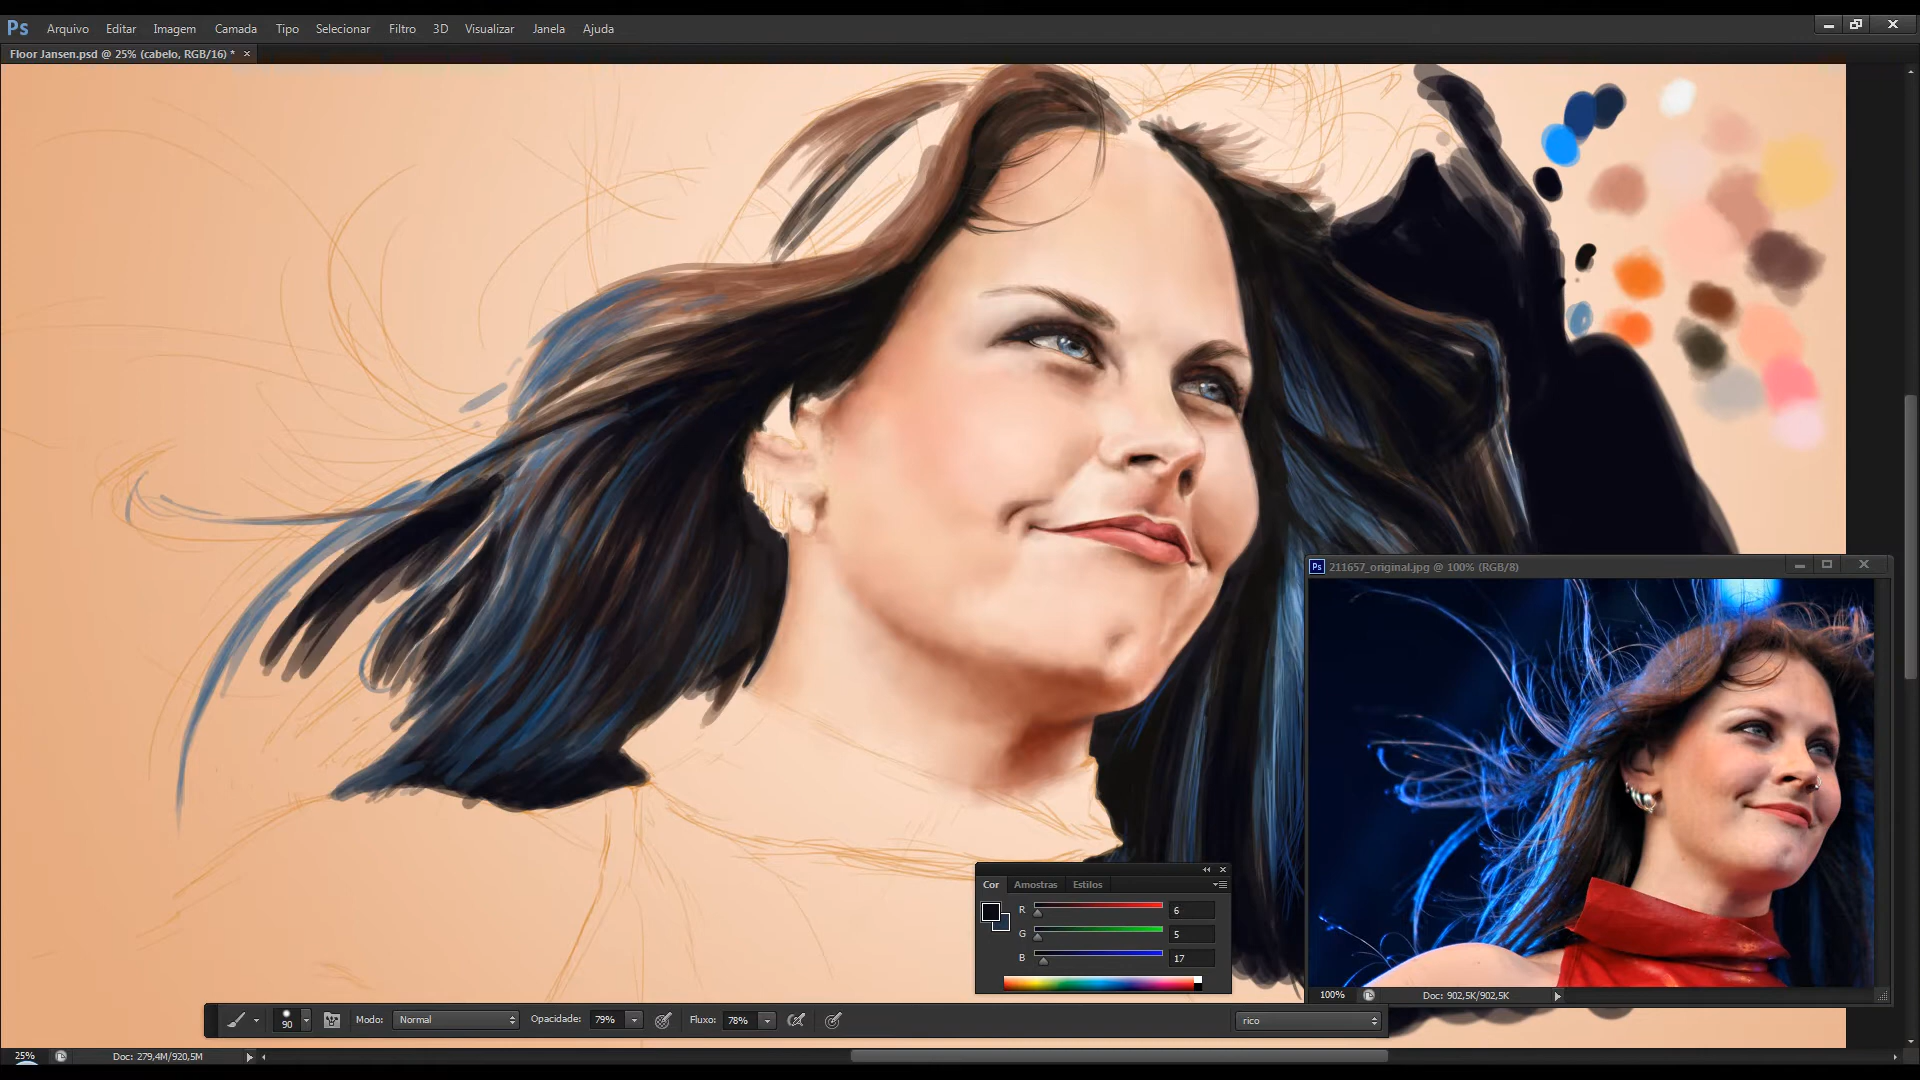 Ps Arquivo Editar Imagem Camada Tipo Selecionar Filtro 3D Visualizar Janela Ajuda
Floor Jansen.psd @ 25% (cabelo, RGB/16) * ×
Ps 211657_original.jpg @ 100% (RGB/8)
Cor Amostras Estilos
R 6
G 5
B 17
100% Doc: 902,5K/902,5K
90 Modo: Normal Opacidade: 79% Fluxo: 78% rico
25% Doc: 279,4M/920,5M